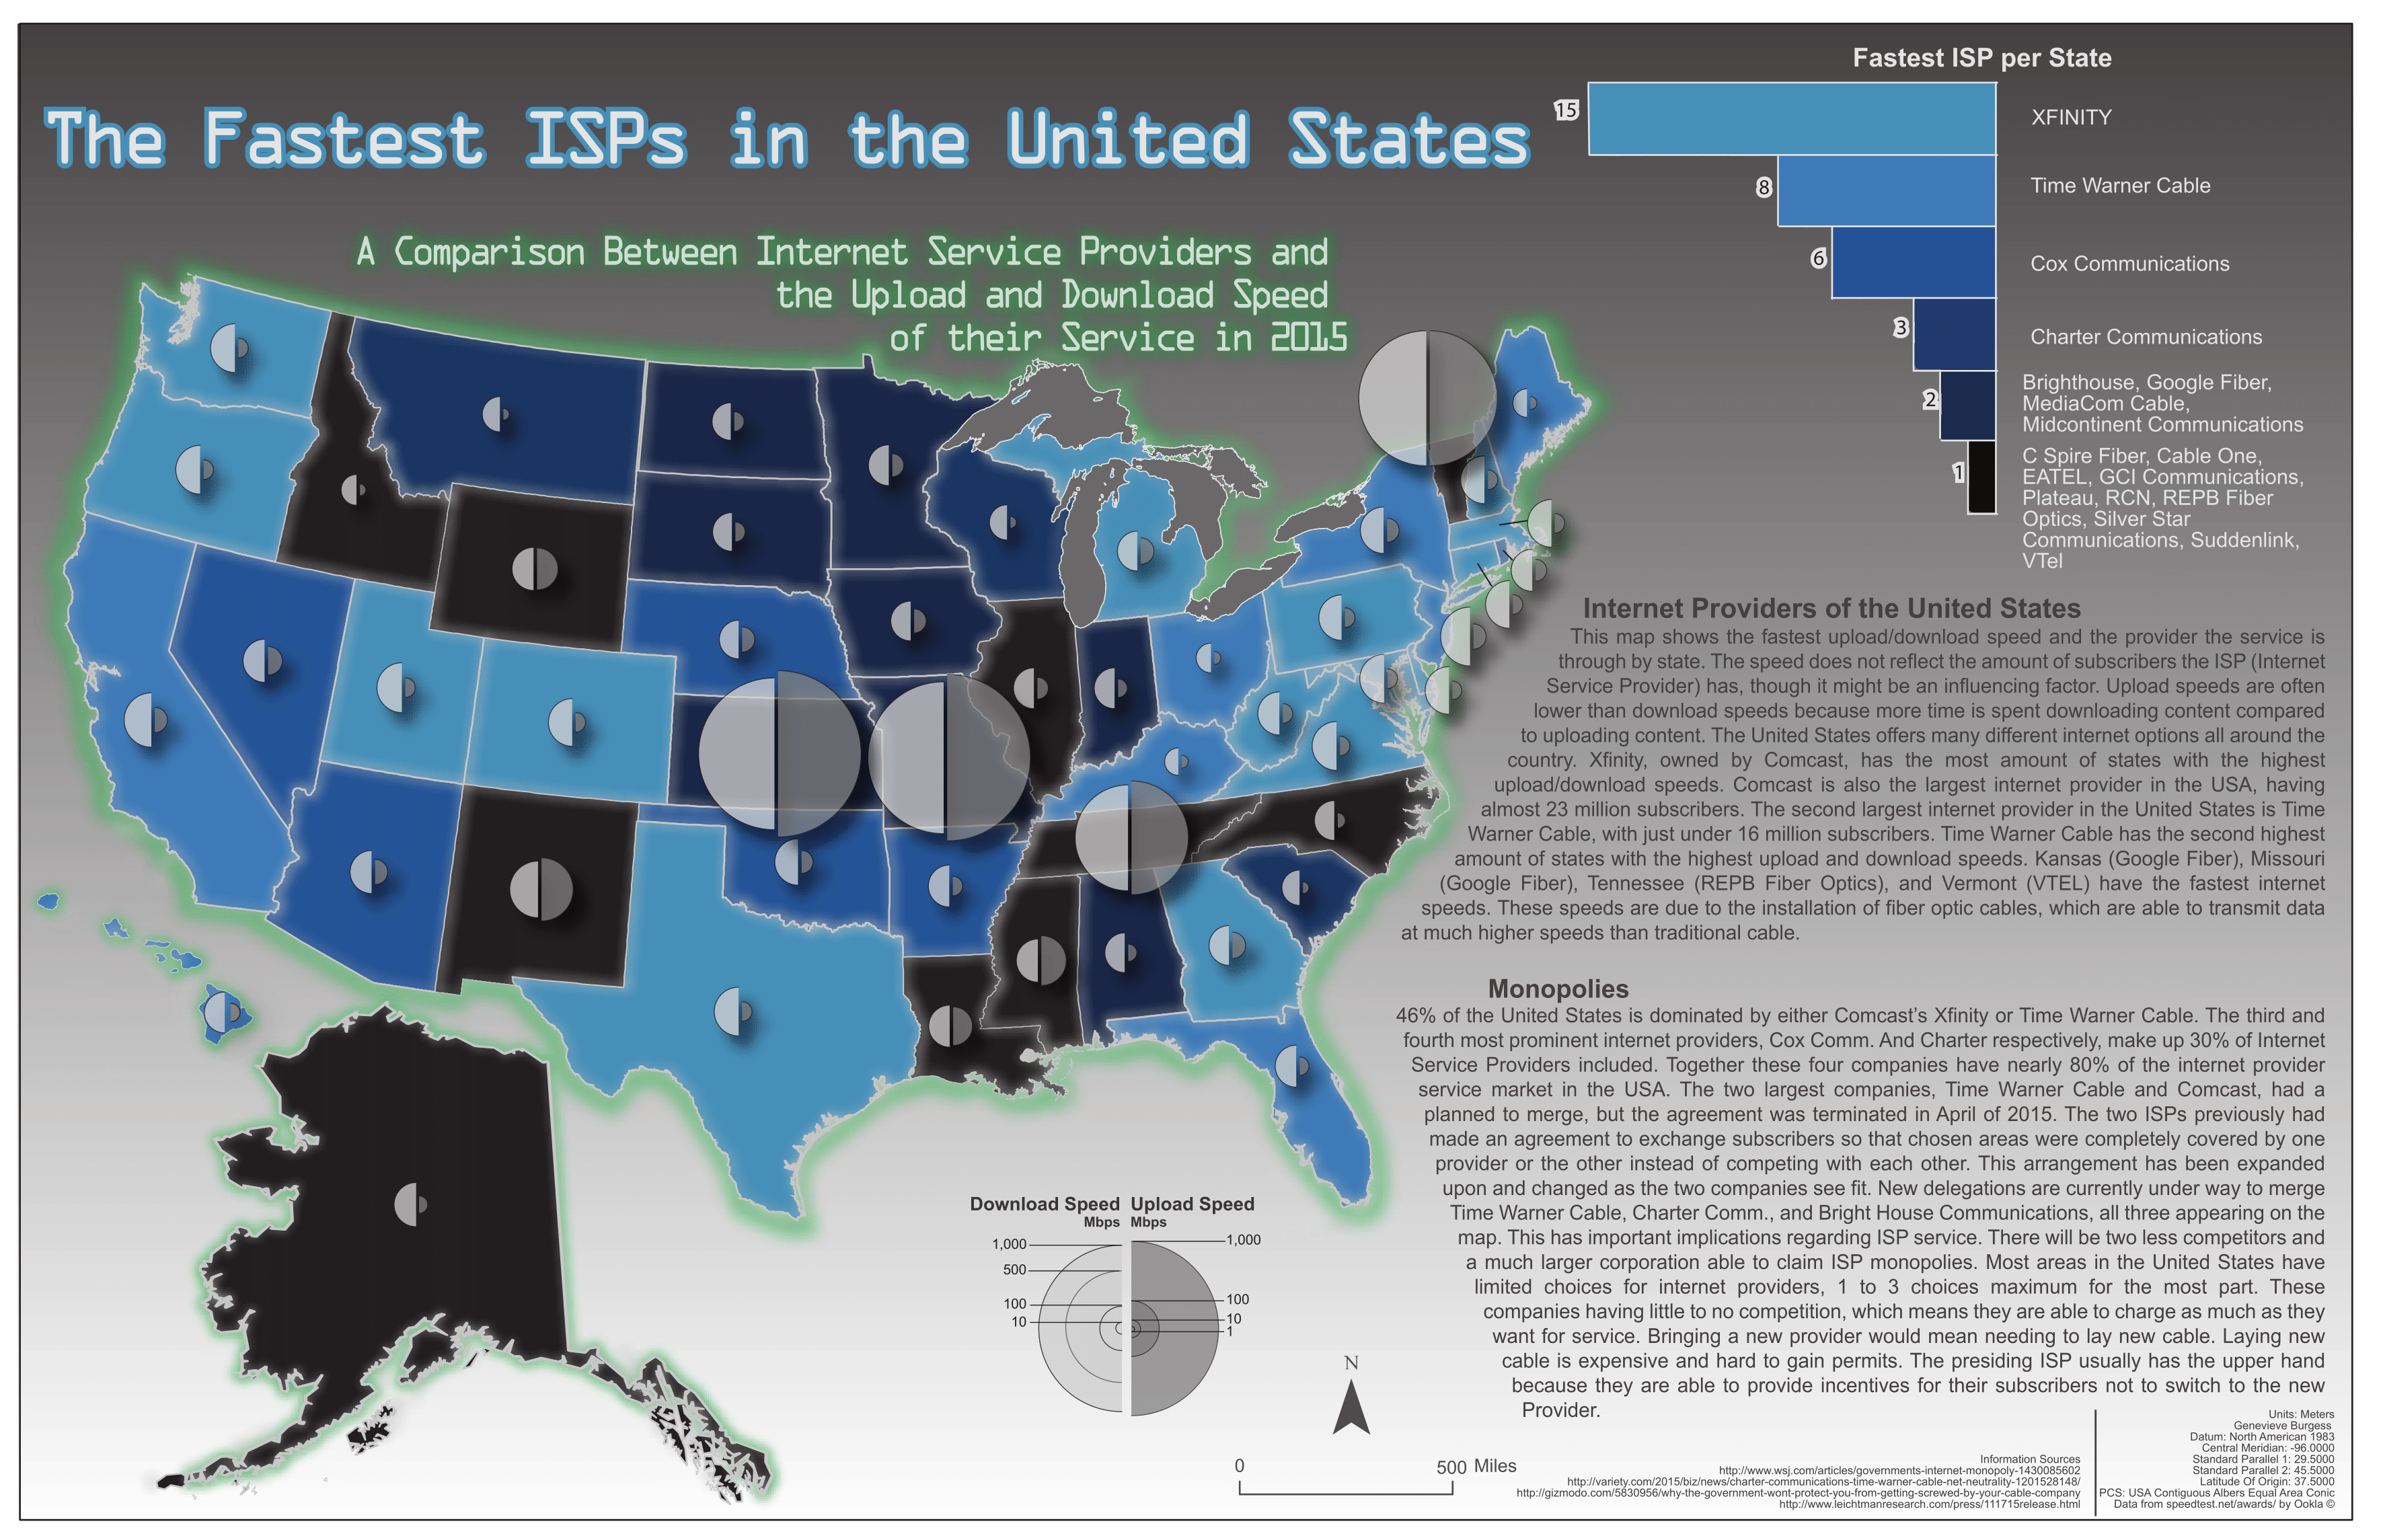 The Fastest ISPs in the United States
A Comparison Between Internet Service Providers and
the Upload and Download Speed
of their Service in 2015
Fastest ISP per State
15
XFINITY
8
Time Warner Cable
6
Cox Communications
3
Charter Communications
2
Brighthouse, Google Fiber,
MediaCom Cable,
Midcontinent Communications
1
C Spire Fiber, Cable One,
EATEL, GCI Communications,
Plateau, RCN, REPB Fiber
Optics, Silver Star
Communications, Suddenlink,
VTel
Internet Providers of the United States
This map shows the fastest upload/download speed and the provider the service is
through by state. The speed does not reflect the amount of subscribers the ISP (Internet
Service Provider) has, though it might be an influencing factor. Upload speeds are often
lower than download speeds because more time is spent downloading content compared
to uploading content. The United States offers many different internet options all around the
country. Xfinity, owned by Comcast, has the most amount of states with the highest
upload/download speeds. Comcast is also the largest internet provider in the USA, having
almost 23 million subscribers. The second largest internet provider in the United States is Time
Warner Cable, with just under 16 million subscribers. Time Warner Cable has the second highest
amount of states with the highest upload and download speeds. Kansas (Google Fiber), Missouri
(Google Fiber), Tennessee (REPB Fiber Optics), and Vermont (VTEL) have the fastest internet
speeds. These speeds are due to the installation of fiber optic cables, which are able to transmit data
at much higher speeds than traditional cable.
Monopolies
46% of the United States is dominated by either Comcast's Xfinity or Time Warner Cable. The third and
fourth most prominent internet providers, Cox Comm. And Charter respectively, make up 30% of Internet
Service Providers included. Together these four companies have nearly 80% of the internet provider
service market in the USA. The two largest companies, Time Warner Cable and Comcast, had a
planned to merge, but the agreement was terminated in April of 2015. The two ISPs previously had
made an agreement to exchange subscribers so that chosen areas were completely covered by one
provider or the other instead of competing with each other. This arrangement has been expanded
upon and changed as the two companies see fit. New delegations are currently under way to merge
Time Warner Cable, Charter Comm., and Bright House Communications, all three appearing on the
map. This has important implications regarding ISP service. There will be two less competitors and
a much larger corporation able to claim ISP monopolies. Most areas in the United States have
limited choices for internet providers, 1 to 3 choices maximum for the most part. These
companies having little to no competition, which means they are able to charge as much as they
want for service. Bringing a new provider would mean needing to lay new cable. Laying new
cable is expensive and hard to gain permits. The presiding ISP usually has the upper hand
because they are able to provide incentives for their subscribers not to switch to the new
Provider.
Download Speed Upload Speed
Mbps Mbps
1,000
500
100
10
1,000
100
10
1
N
0 500 Miles
Information Sources
http://www.wsj.com/articles/governments-internet-monopoly-1430085602
http://variety.com/2015/biz/news/charter-communications-time-warner-cable-net-neutrality-1201528148/
http://gizmodo.com/5830956/why-the-government-wont-protect-you-from-getting-screwed-by-your-cable-company
http://www.leichtmanresearch.com/press/111715release.html
Units: Meters
Genevieve Burgess
Datum: North American 1983
Central Meridian: -96.0000
Standard Parallel 1: 29.5000
Standard Parallel 2: 45.5000
Latitude Of Origin: 37.5000
PCS: USA Contiguous Albers Equal Area Conic
Data from speedtest.net/awards/ by Ookla ©